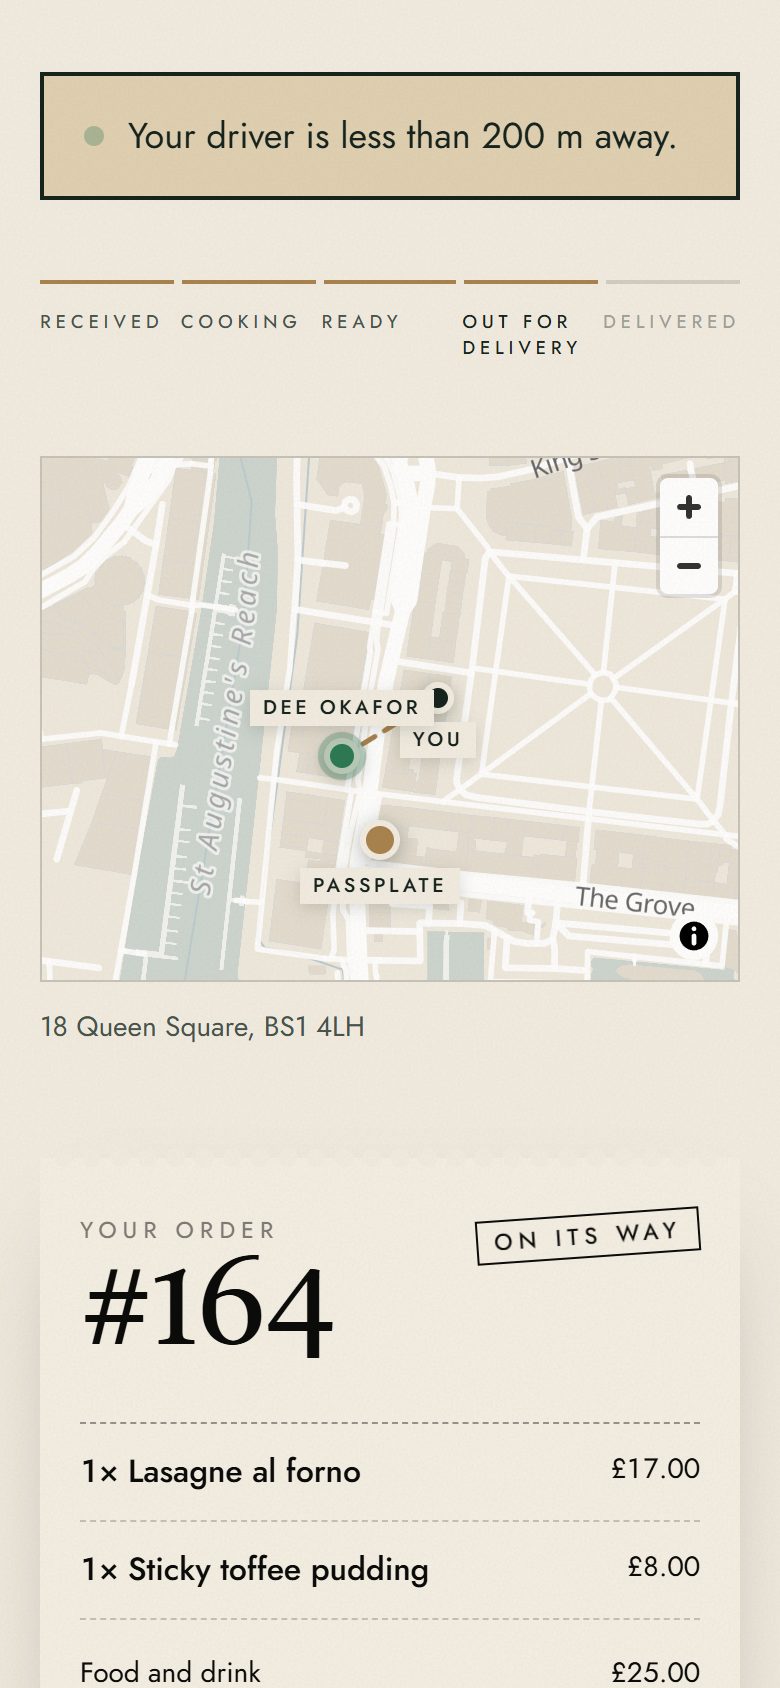 Your driver is less than 200 m away.
RECEIVED
COOKING
READY
OUT FOR
DELIVERY
DELIVERED
St Augustine's Reach
DEE OKAFOR
YOU
PASSPLATE
The Grove
18 Queen Square, BS1 4LH
YOUR ORDER
ON ITS WAY
#164
1× Lasagne al forno £17.00
1× Sticky toffee pudding £8.00
Food and drink £25.00